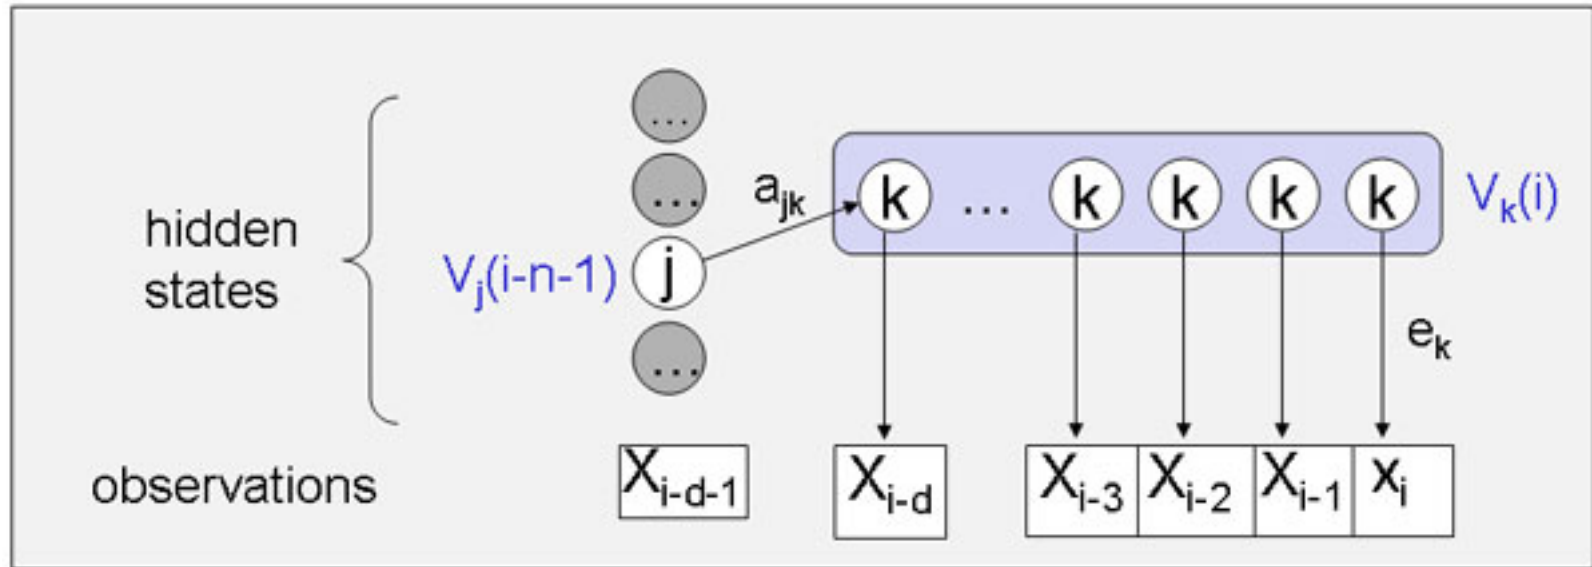 ...
...
a_jk
k ... k k k k
V_k(i)
hidden
states
V_j(i-n-1)
j
...
e_k
observations
X_i-d-1
X_i-d
X_i-3
X_i-2
X_i-1
x_i